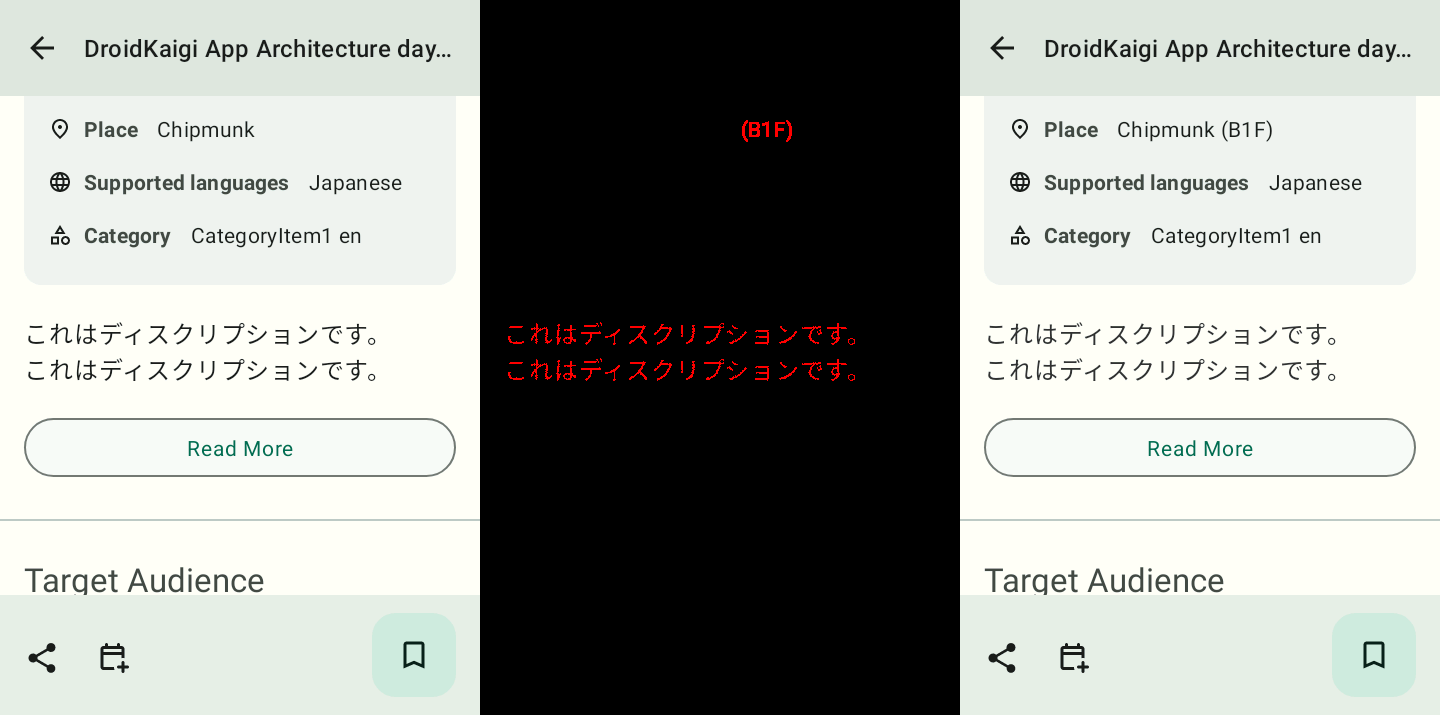 DroidKaigi App Architecture day…
Place Chipmunk
Supported languages Japanese
Category CategoryItem1 en
これはディスクリプションです。
これはディスクリプションです。
Read More
Target Audience
(B1F)
これはディスクリプションです。
これはディスクリプションです。
DroidKaigi App Architecture day…
Place Chipmunk (B1F)
Supported languages Japanese
Category CategoryItem1 en
これはディスクリプションです。
これはディスクリプションです。
Read More
Target Audience